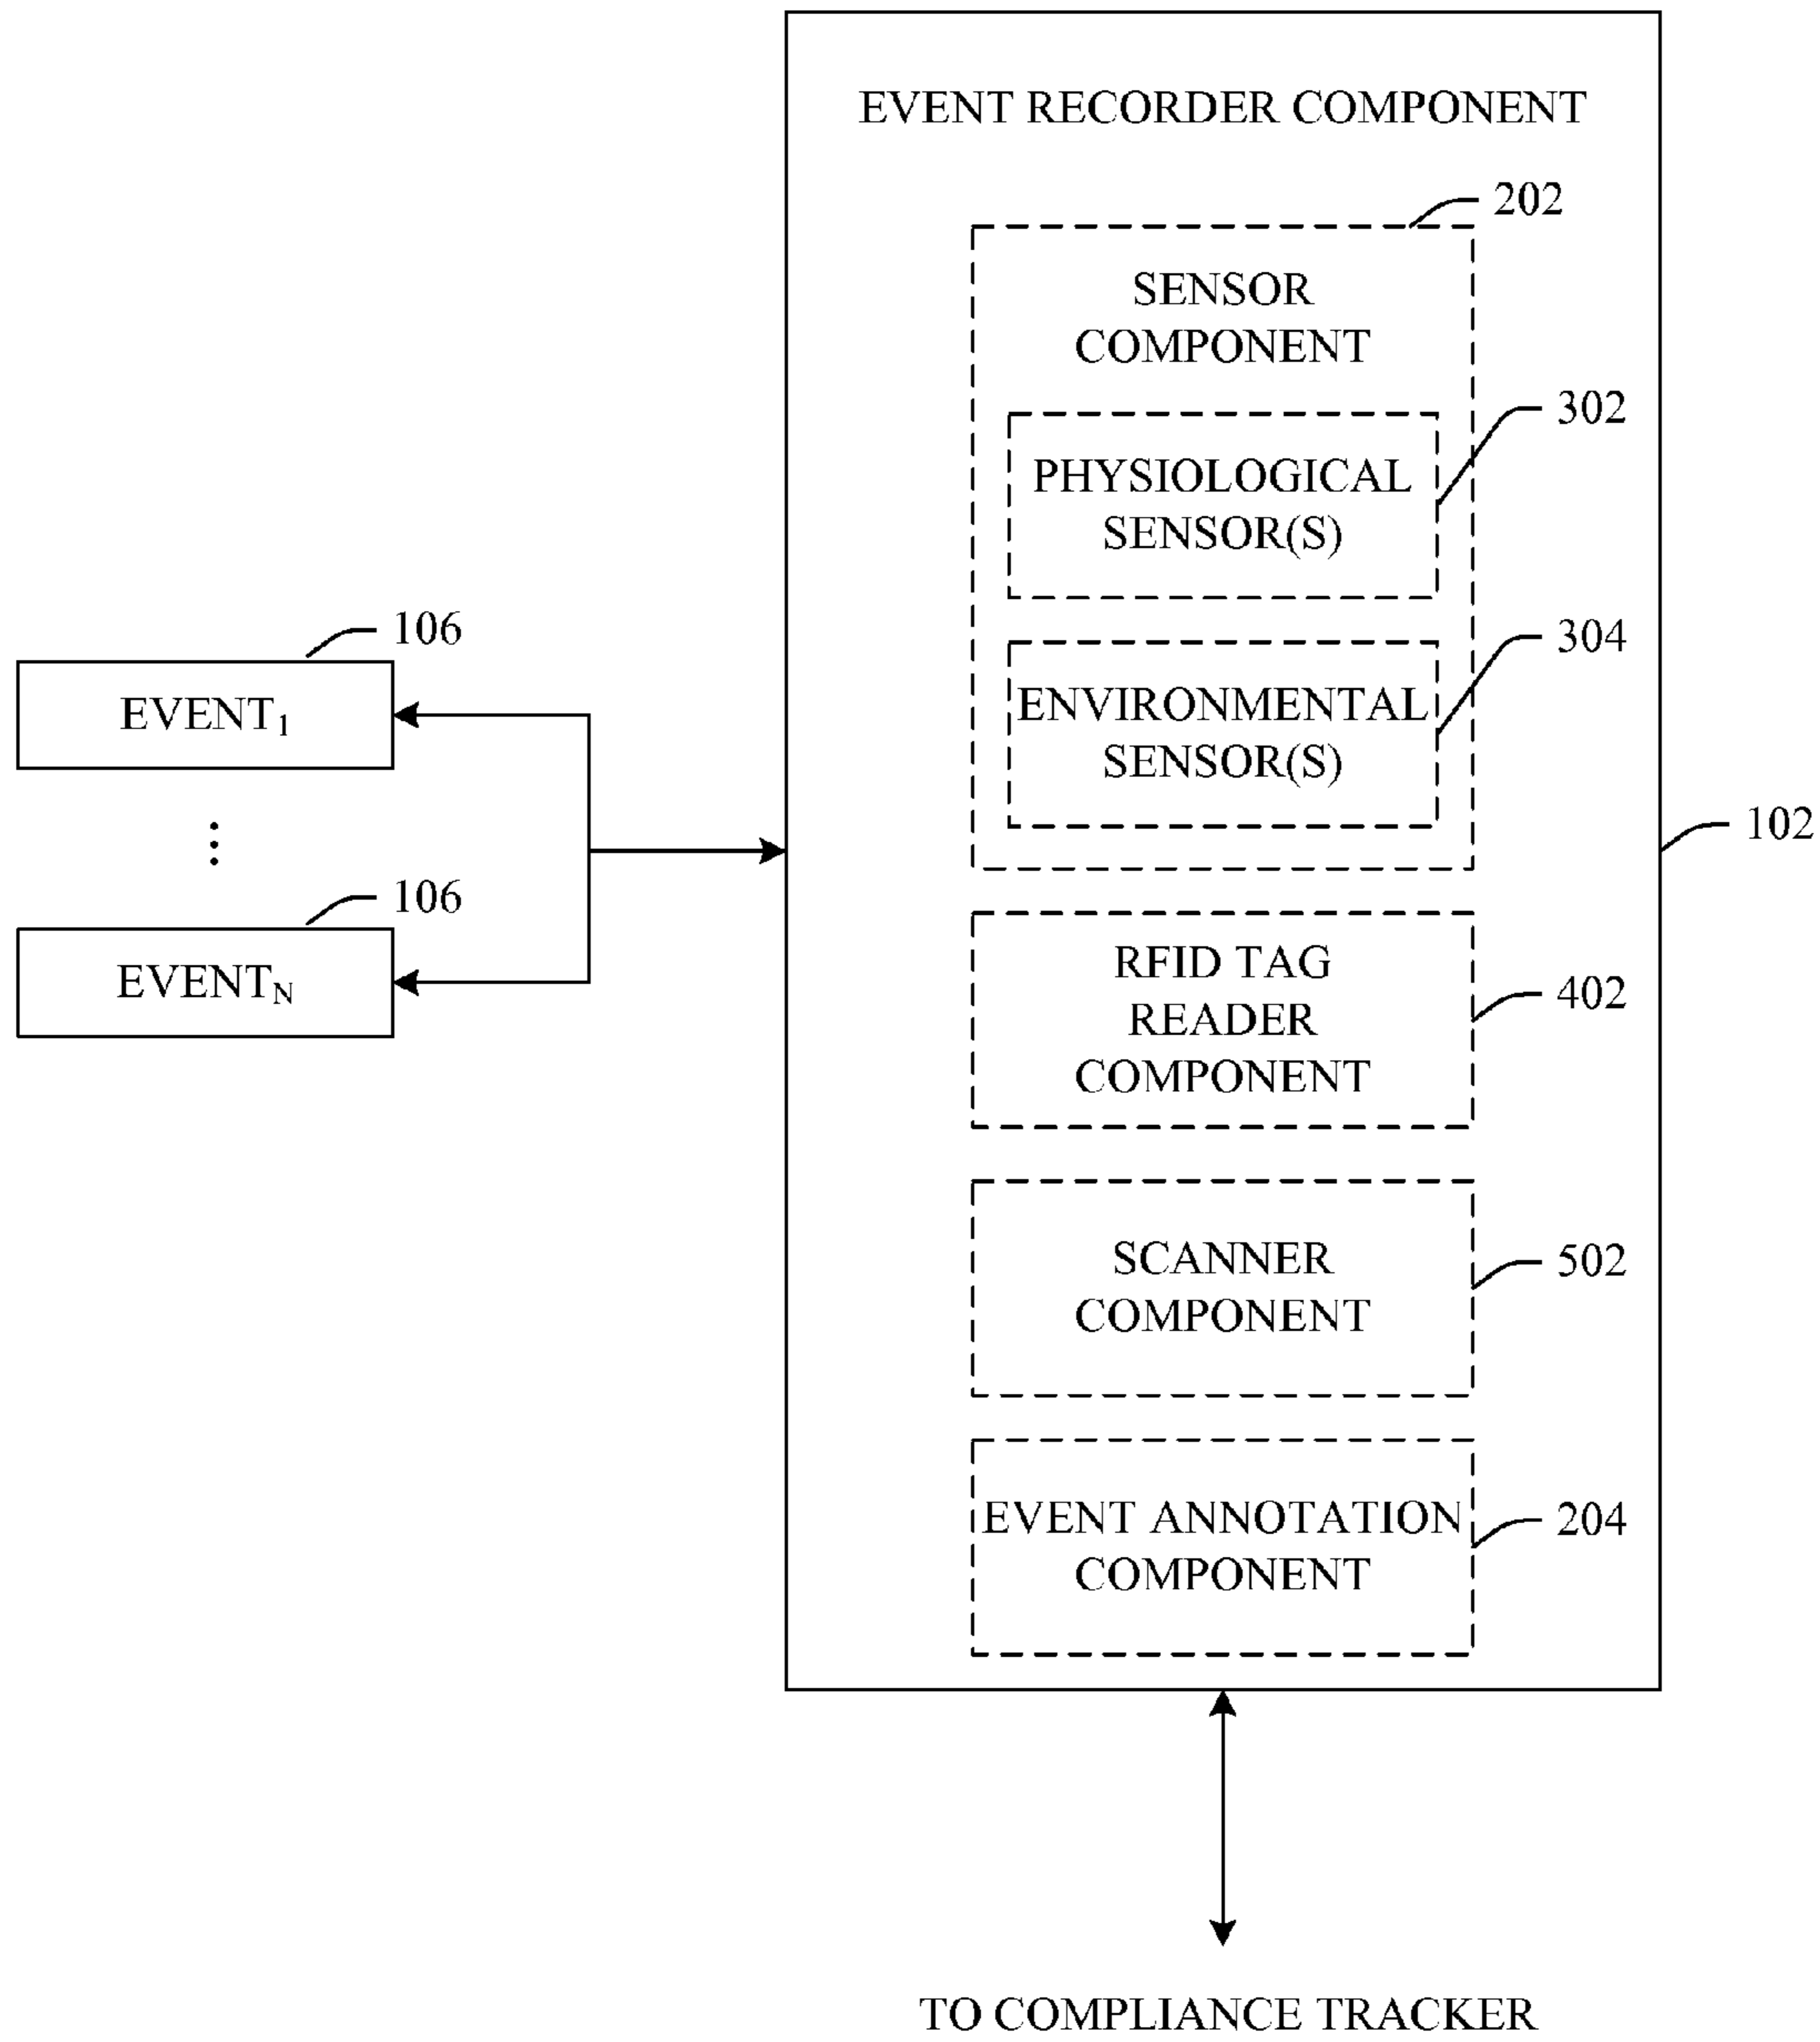 EVENT RECORDER COMPONENT
202
SENSOR
COMPONENT
302
PHYSIOLOGICAL
SENSOR(S)
304
ENVIRONMENTAL
SENSOR(S)
106
EVENT1
102
106
EVENTN
RFID TAG
READER
COMPONENT
402
SCANNER
COMPONENT
502
EVENT ANNOTATION
COMPONENT
204
TO COMPLIANCE TRACKER